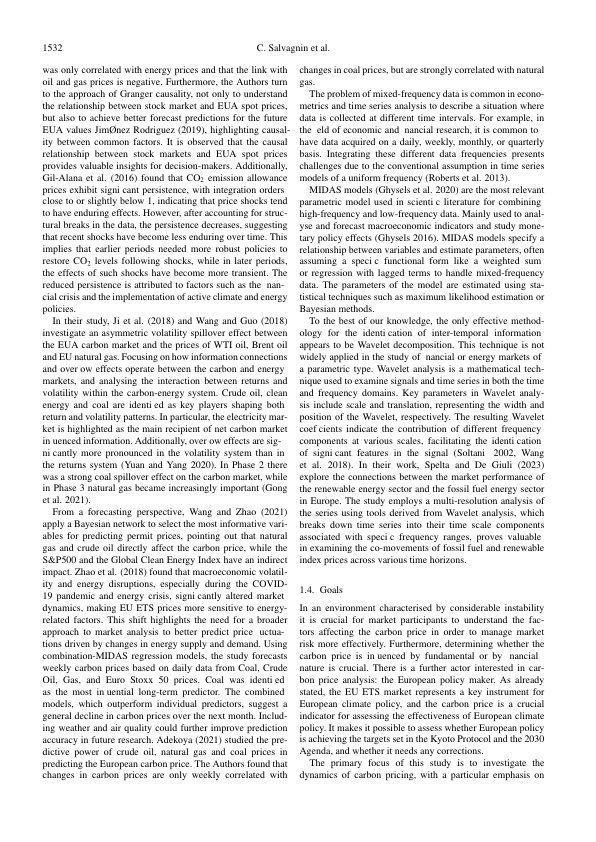 1532
C. Salvagnin et al.
was only correlated with energy prices and that the link with
oil and gas prices is negative. Furthermore, the Authors turn
to the approach of Granger causality, not only to understand
the relationship between stock market and EUA spot prices,
but also to achieve better forecast predictions for the future
EUA values JimØnez Rodriguez (2019), highlighting causal-
ity between common factors. It is observed that the causal
relationship between stock markets and EUA spot prices
provides valuable insights for decision-makers. Additionally,
Gil-Alana et al. (2016) found that CO2 emission allowance
prices exhibit signi cant persistence, with integration orders
close to or slightly below 1, indicating that price shocks tend
to have enduring effects. However, after accounting for struc-
tural breaks in the data, the persistence decreases, suggesting
that recent shocks have become less enduring over time. This
implies that earlier periods needed more robust policies to
restore CO2 levels following shocks, while in later periods,
the effects of such shocks have become more transient. The
reduced persistence is attributed to factors such as the nan-
cial crisis and the implementation of active climate and energy
policies.
In their study, Ji et al. (2018) and Wang and Guo (2018)
investigate an asymmetric volatility spillover effect between
the EUA carbon market and the prices of WTI oil, Brent oil
and EU natural gas. Focusing on how information connections
and over ow effects operate between the carbon and energy
markets, and analysing the interaction between returns and
volatility within the carbon-energy system. Crude oil, clean
energy and coal are identi ed as key players shaping both
return and volatility patterns. In particular, the electricity mar-
ket is highlighted as the main recipient of net carbon market
in uenced information. Additionally, over ow effects are sig-
ni cantly more pronounced in the volatility system than in
the returns system (Yuan and Yang 2020). In Phase 2 there
was a strong coal spillover effect on the carbon market, while
in Phase 3 natural gas became increasingly important (Gong
et al. 2021).
From a forecasting perspective, Wang and Zhao (2021)
apply a Bayesian network to select the most informative vari-
ables for predicting permit prices, pointing out that natural
gas and crude oil directly affect the carbon price, while the
S&P500 and the Global Clean Energy Index have an indirect
impact. Zhao et al. (2018) found that macroeconomic volatil-
ity and energy disruptions, especially during the COVID-
19 pandemic and energy crisis, signi cantly altered market
dynamics, making EU ETS prices more sensitive to energy-
related factors. This shift highlights the need for a broader
approach to market analysis to better predict price uctua-
tions driven by changes in energy supply and demand. Using
combination-MIDAS regression models, the study forecasts
weekly carbon prices based on daily data from Coal, Crude
Oil, Gas, and Euro Stoxx 50 prices. Coal was identi ed
as the most in uential long-term predictor. The combined
models, which outperform individual predictors, suggest a
general decline in carbon prices over the next month. Includ-
ing weather and air quality could further improve prediction
accuracy in future research. Adekoya (2021) studied the pre-
dictive power of crude oil, natural gas and coal prices in
predicting the European carbon price. The Authors found that
changes in carbon prices are only weekly correlated with
changes in coal prices, but are strongly correlated with natural
gas.
The problem of mixed-frequency data is common in econo-
metrics and time series analysis to describe a situation where
data is collected at different time intervals. For example, in
the eld of economic and nancial research, it is common to
have data acquired on a daily, weekly, monthly, or quarterly
basis. Integrating these different data frequencies presents
challenges due to the conventional assumption in time series
models of a uniform frequency (Roberts et al. 2013).
MIDAS models (Ghysels et al. 2020) are the most relevant
parametric model used in scienti c literature for combining
high-frequency and low-frequency data. Mainly used to anal-
yse and forecast macroeconomic indicators and study mone-
tary policy effects (Ghysels 2016). MIDAS models specify a
relationship between variables and estimate parameters, often
assuming a speci c functional form like a weighted sum
or regression with lagged terms to handle mixed-frequency
data. The parameters of the model are estimated using sta-
tistical techniques such as maximum likelihood estimation or
Bayesian methods.
To the best of our knowledge, the only effective method-
ology for the identi cation of inter-temporal information
appears to be Wavelet decomposition. This technique is not
widely applied in the study of nancial or energy markets of
a parametric type. Wavelet analysis is a mathematical tech-
nique used to examine signals and time series in both the time
and frequency domains. Key parameters in Wavelet analy-
sis include scale and translation, representing the width and
position of the Wavelet, respectively. The resulting Wavelet
coef cients indicate the contribution of different frequency
components at various scales, facilitating the identi cation
of signi cant features in the signal (Soltani 2002, Wang
et al. 2018). In their work, Spelta and De Giuli (2023)
explore the connections between the market performance of
the renewable energy sector and the fossil fuel energy sector
in Europe. The study employs a multi-resolution analysis of
the series using tools derived from Wavelet analysis, which
breaks down time series into their time scale components
associated with speci c frequency ranges, proves valuable
in examining the co-movements of fossil fuel and renewable
index prices across various time horizons.
1.4. Goals
In an environment characterised by considerable instability
it is crucial for market participants to understand the fac-
tors affecting the carbon price in order to manage market
risk more effectively. Furthermore, determining whether the
carbon price is in uenced by fundamental or by nancial
nature is crucial. There is a further actor interested in car-
bon price analysis: the European policy maker. As already
stated, the EU ETS market represents a key instrument for
European climate policy, and the carbon price is a crucial
indicator for assessing the effectiveness of European climate
policy. It makes it possible to assess whether European policy
is achieving the targets set in the Kyoto Protocol and the 2030
Agenda, and whether it needs any corrections.
The primary focus of this study is to investigate the
dynamics of carbon pricing, with a particular emphasis on